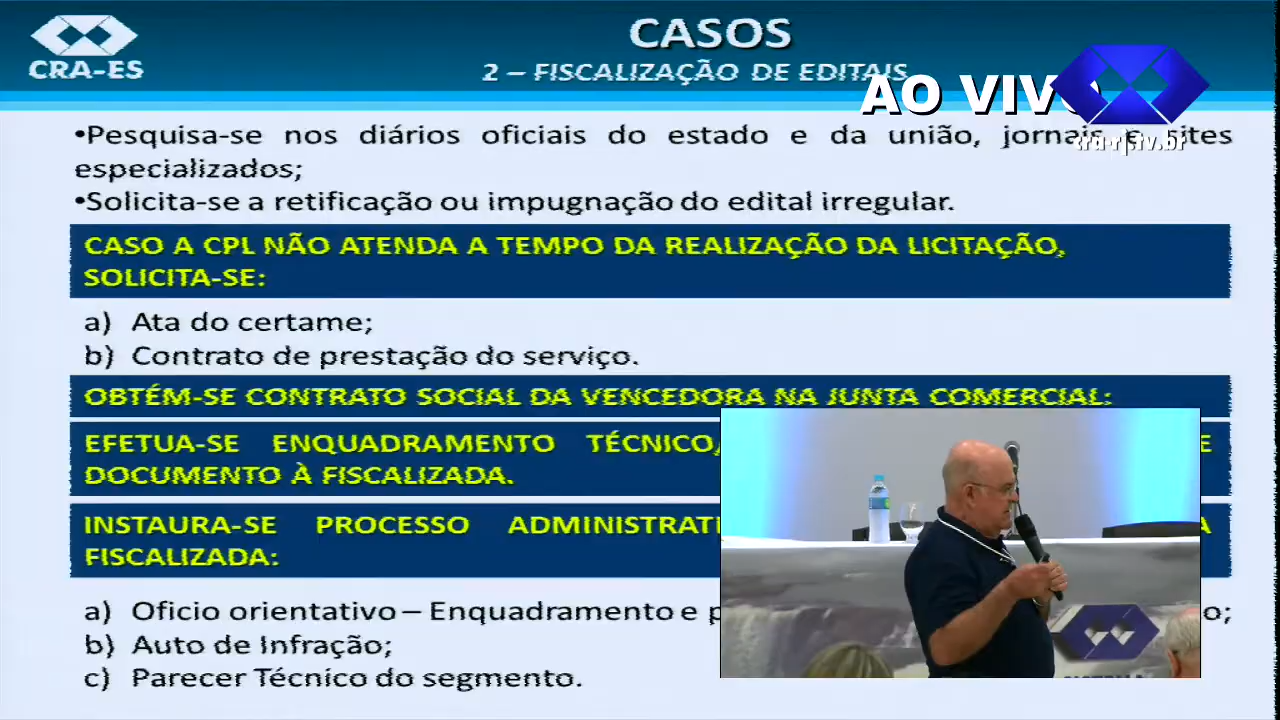 CASOS
CRA-ES
2 – FISCALIZAÇÃO DE EDITAIS
AO VIVO
•Pesquisa-se nos diários oficiais do estado e da união, jornais e sites
especializados;
•Solicita-se a retificação ou impugnação do edital irregular.
CASO A CPL NÃO ATENDA A TEMPO DA REALIZAÇÃO DA LICITAÇÃO,
SOLICITA-SE:
a) Ata do certame;
b) Contrato de prestação do serviço.
OBTÉM-SE CONTRATO SOCIAL DA VENCEDORA NA JUNTA COMERCIAL:
EFETUA-SE ENQUADRAMENTO TÉCNICO, E
DOCUMENTO À FISCALIZADA.
INSTAURA-SE PROCESSO
FISCALIZADA:
a) Oficio orientativo – Enquadramento e
b) Auto de Infração;
c) Parecer Técnico do segmento.